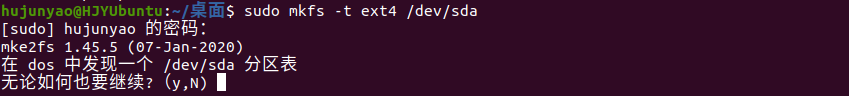 hujunyao@HJYUbuntu:~/桌面$ sudo mkfs -t ext4 /dev/sda
[sudo] hujunyao 的密码：
mke2fs 1.45.5 (07-Jan-2020)
在 dos 中发现一个 /dev/sda 分区表
无论如何也要继续? (y,N)